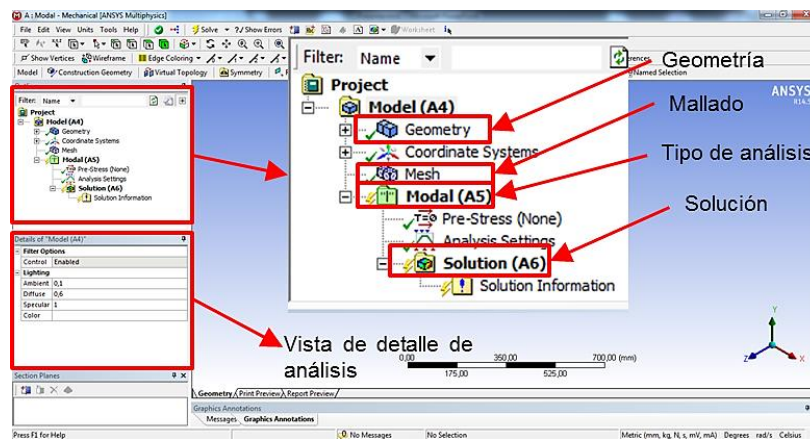 A : Modal - Mechanical [ANSYS Multiphysics]
File Edit View Units Tools Help Solve ?/ Show Errors Worksheet
Show Vertices Wireframe Edge Coloring
Model Construction Geometry Virtual Topology Symmetry Named Selection
Filter: Name
Project
Model (A4)
Geometry
Coordinate Systems
Mesh
Modal (A5)
Pre-Stress (None)
Analysis Settings
Solution (A6)
Solution Information
Filter: Name
Project
Model (A4)
Geometry
Coordinate Systems
Mesh
Modal (A5)
T=0 Pre-Stress (None)
Analysis Settings
Solution (A6)
Solution Information
Geometría
Mallado
Tipo de análisis
Solución
ANSYS
R14.5
Details of "Model (A4)"
Filter Options
Control Enabled
Lighting
Ambient 0,1
Diffuse 0,6
Specular 1
Color
Vista de detalle de
análisis
0,00 350,00 700,00 (mm)
175,00 525,00
Y
Z X
Section Planes
Geometry Print Preview Report Preview
Graphics Annotations
Messages Graphics Annotations
Press F1 for Help No Messages No Selection Metric (mm, kg, N, s, mV, mA) Degrees rad/s Celsius